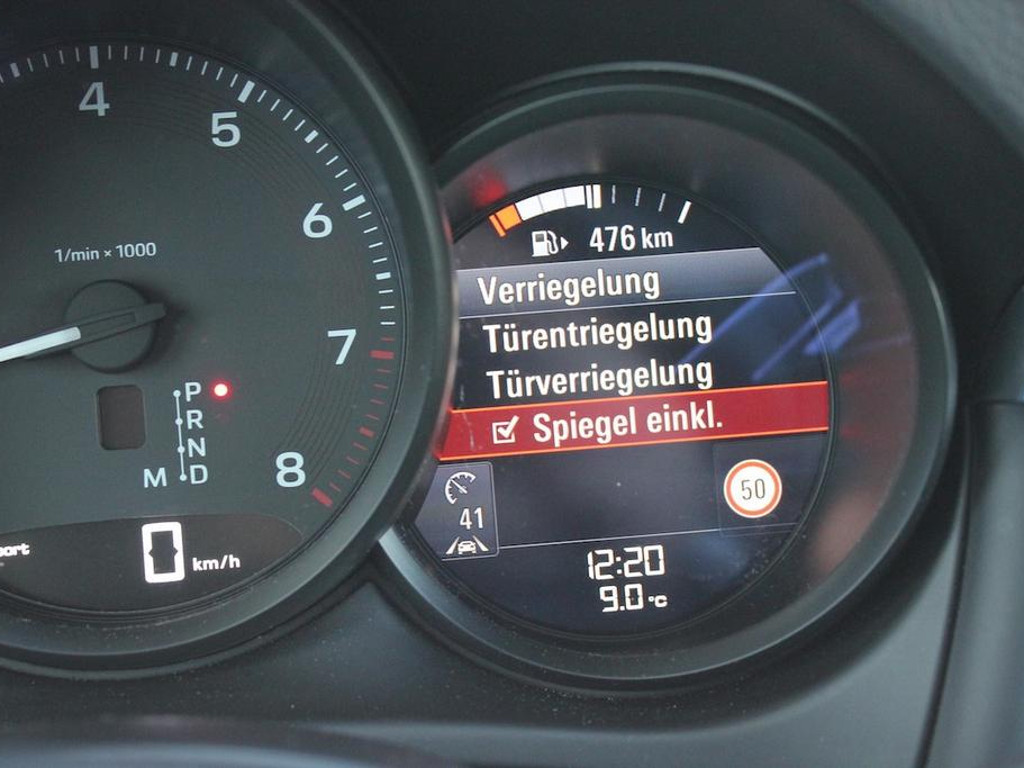 4
5
6
7
8
1/min × 1000
P
R
N
M D
0 km/h
476 km
Verriegelung
Türentriegelung
Türverriegelung
Spiegel einkl.
41
50
12:20
9.0 °C